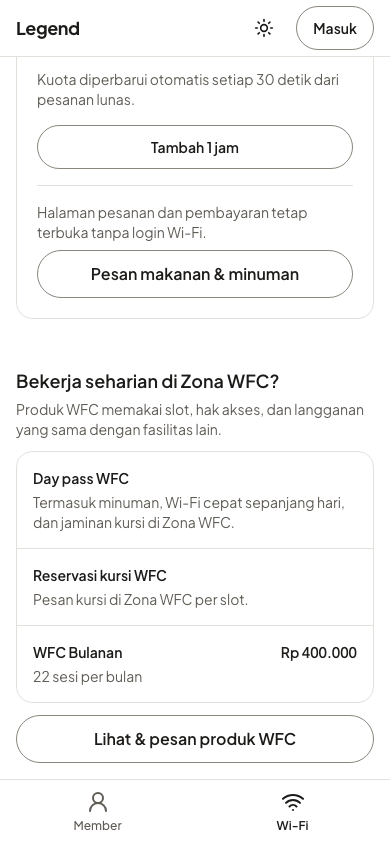 Legend
Masuk
Kuota diperbarui otomatis setiap 30 detik dari
pesanan lunas.
Tambah 1 jam
Halaman pesanan dan pembayaran tetap
terbuka tanpa login Wi-Fi.
Pesan makanan & minuman
Bekerja seharian di Zona WFC?
Produk WFC memakai slot, hak akses, dan langganan
yang sama dengan fasilitas lain.
Day pass WFC
Termasuk minuman, Wi-Fi cepat sepanjang hari,
dan jaminan kursi di Zona WFC.
Reservasi kursi WFC
Pesan kursi di Zona WFC per slot.
WFC Bulanan
Rp 400.000
22 sesi per bulan
Lihat & pesan produk WFC
Member
Wi-Fi